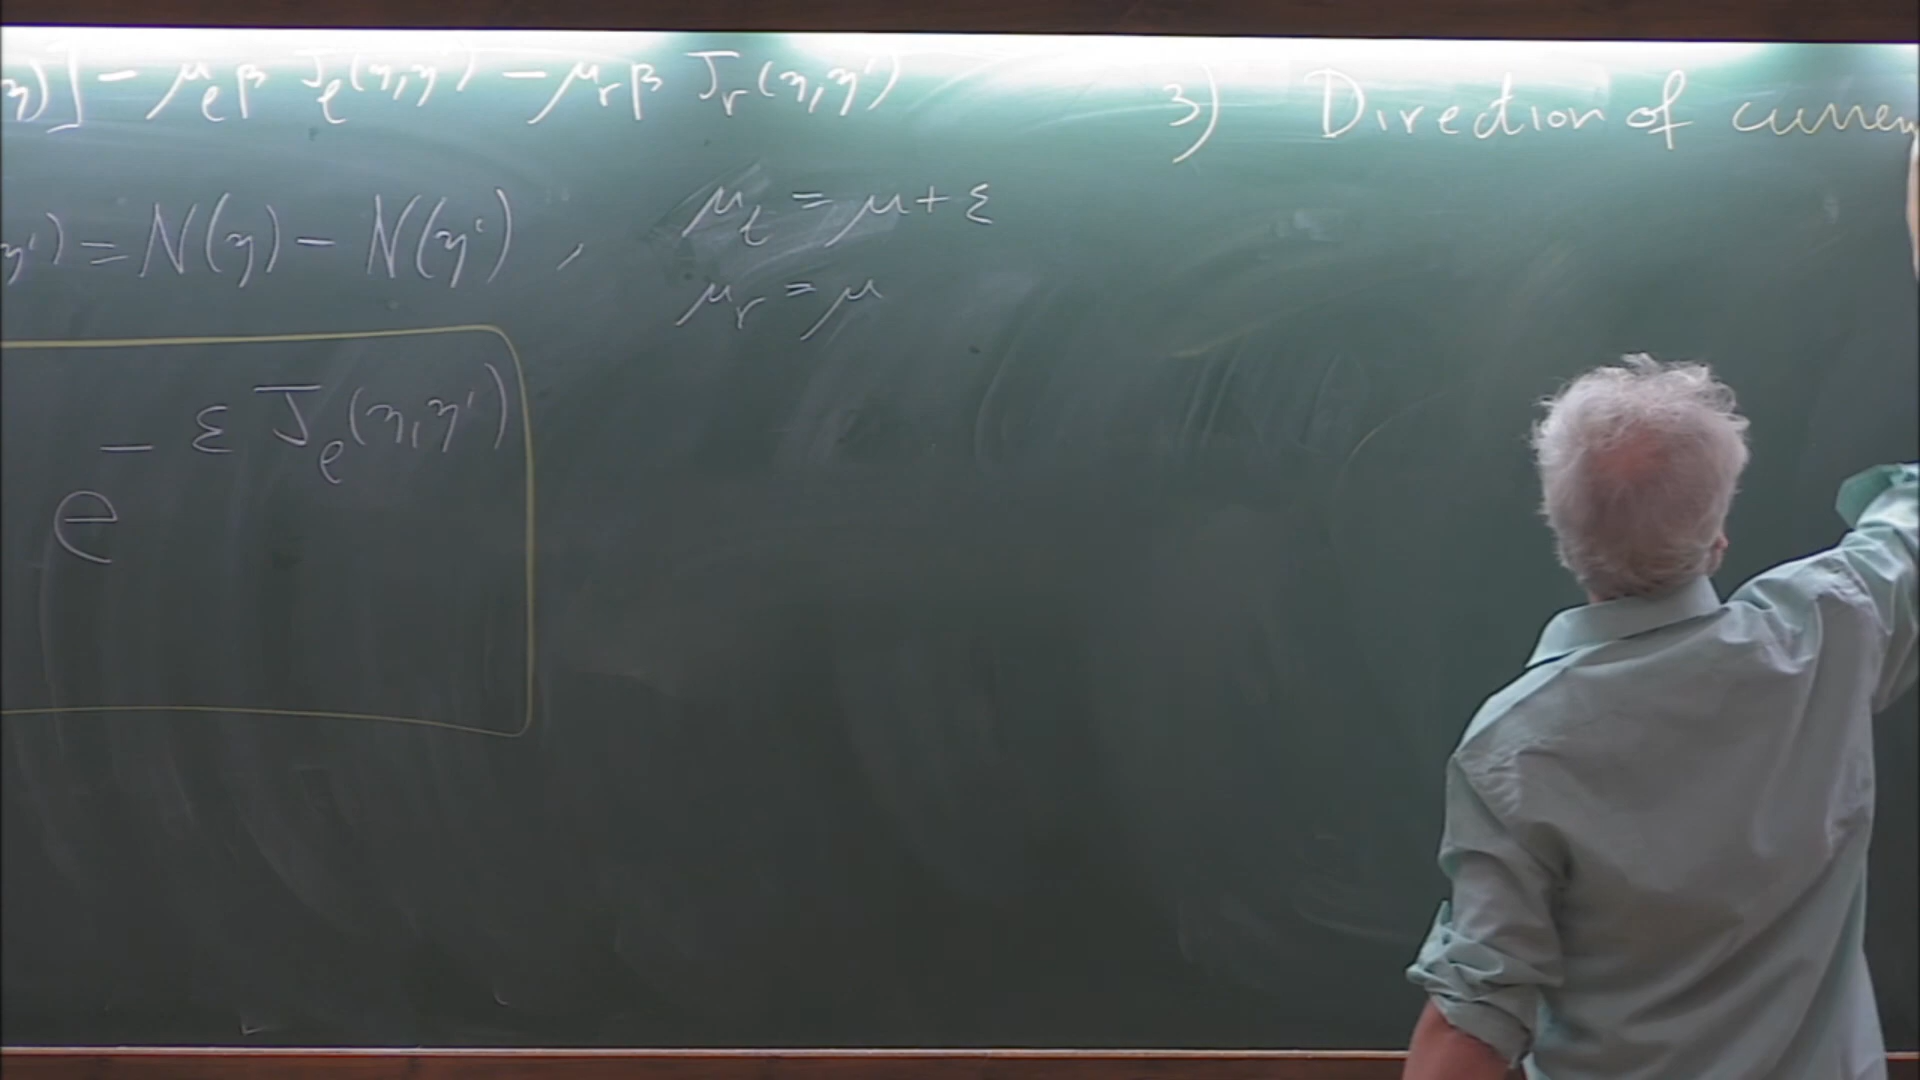 η)] - μ_ℓ β J_ℓ(η,η') - μ_r β J_r(η,η')
η') = N(η) - N(η') , μ_ℓ = μ + ε
μ_r = μ
e^{- ε J_ℓ(η,η')}
3) Direction of curren